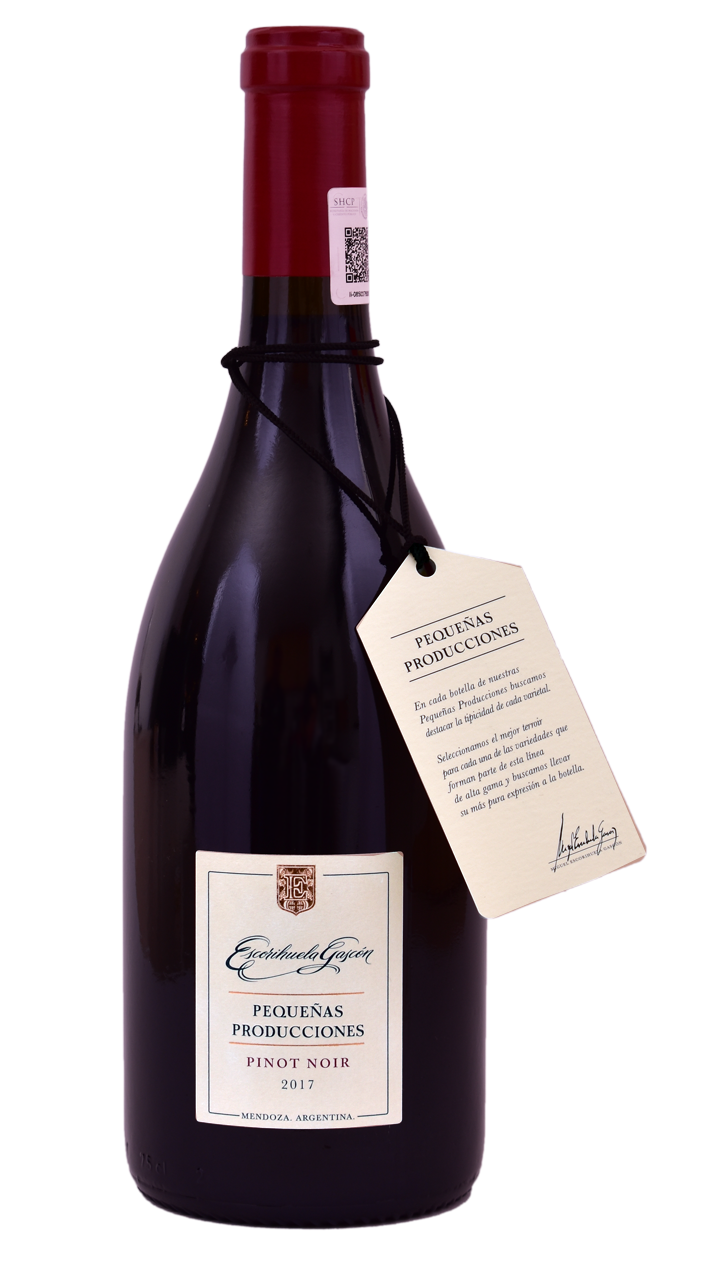 SHCP
PEQUEÑAS
PRODUCCIONES
En cada botella de nuestras
Pequeñas Producciones buscamos
destacar la tipicidad de cada varietal.
Seleccionamos el mejor terroir
para cada una de las variedades que
forman parte de esta línea
de alta gama y buscamos llevar
su más pura expresión a la botella.
E
Escorihuela Gascón
PEQUEÑAS
PRODUCCIONES
PINOT NOIR
2017
MENDOZA. ARGENTINA.